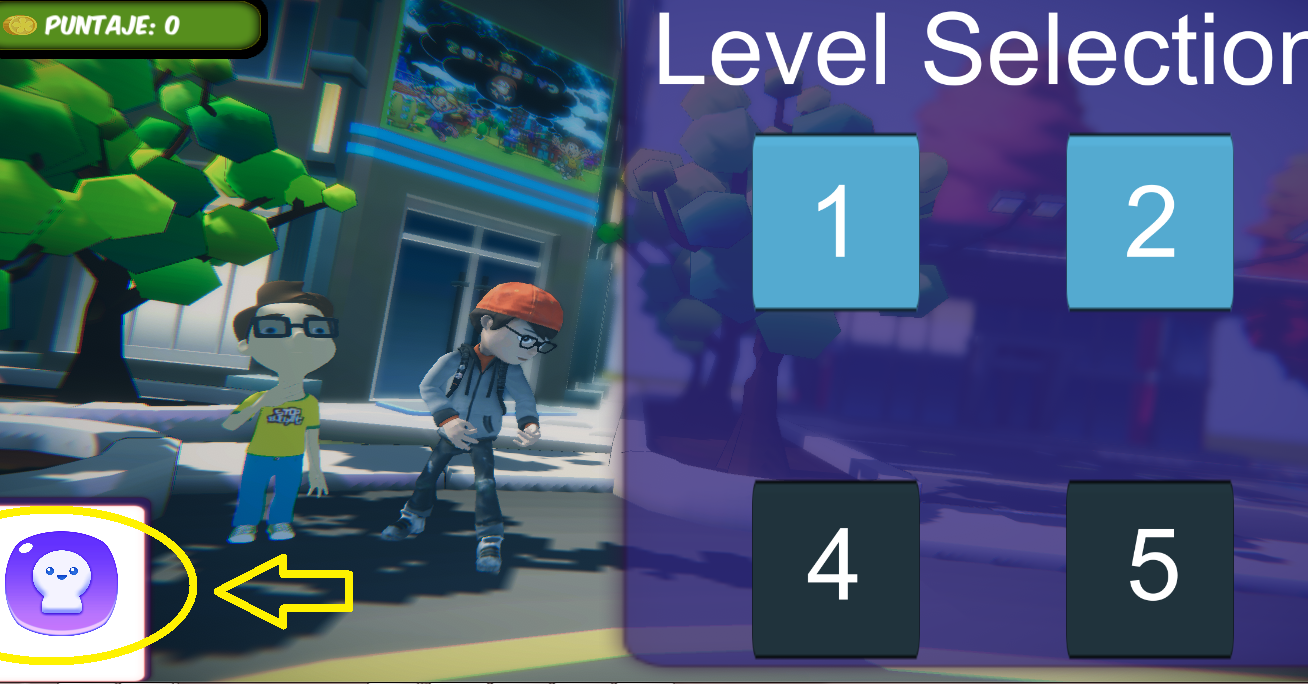 PUNTAJE: 0
Level Selection
1 2
4 5